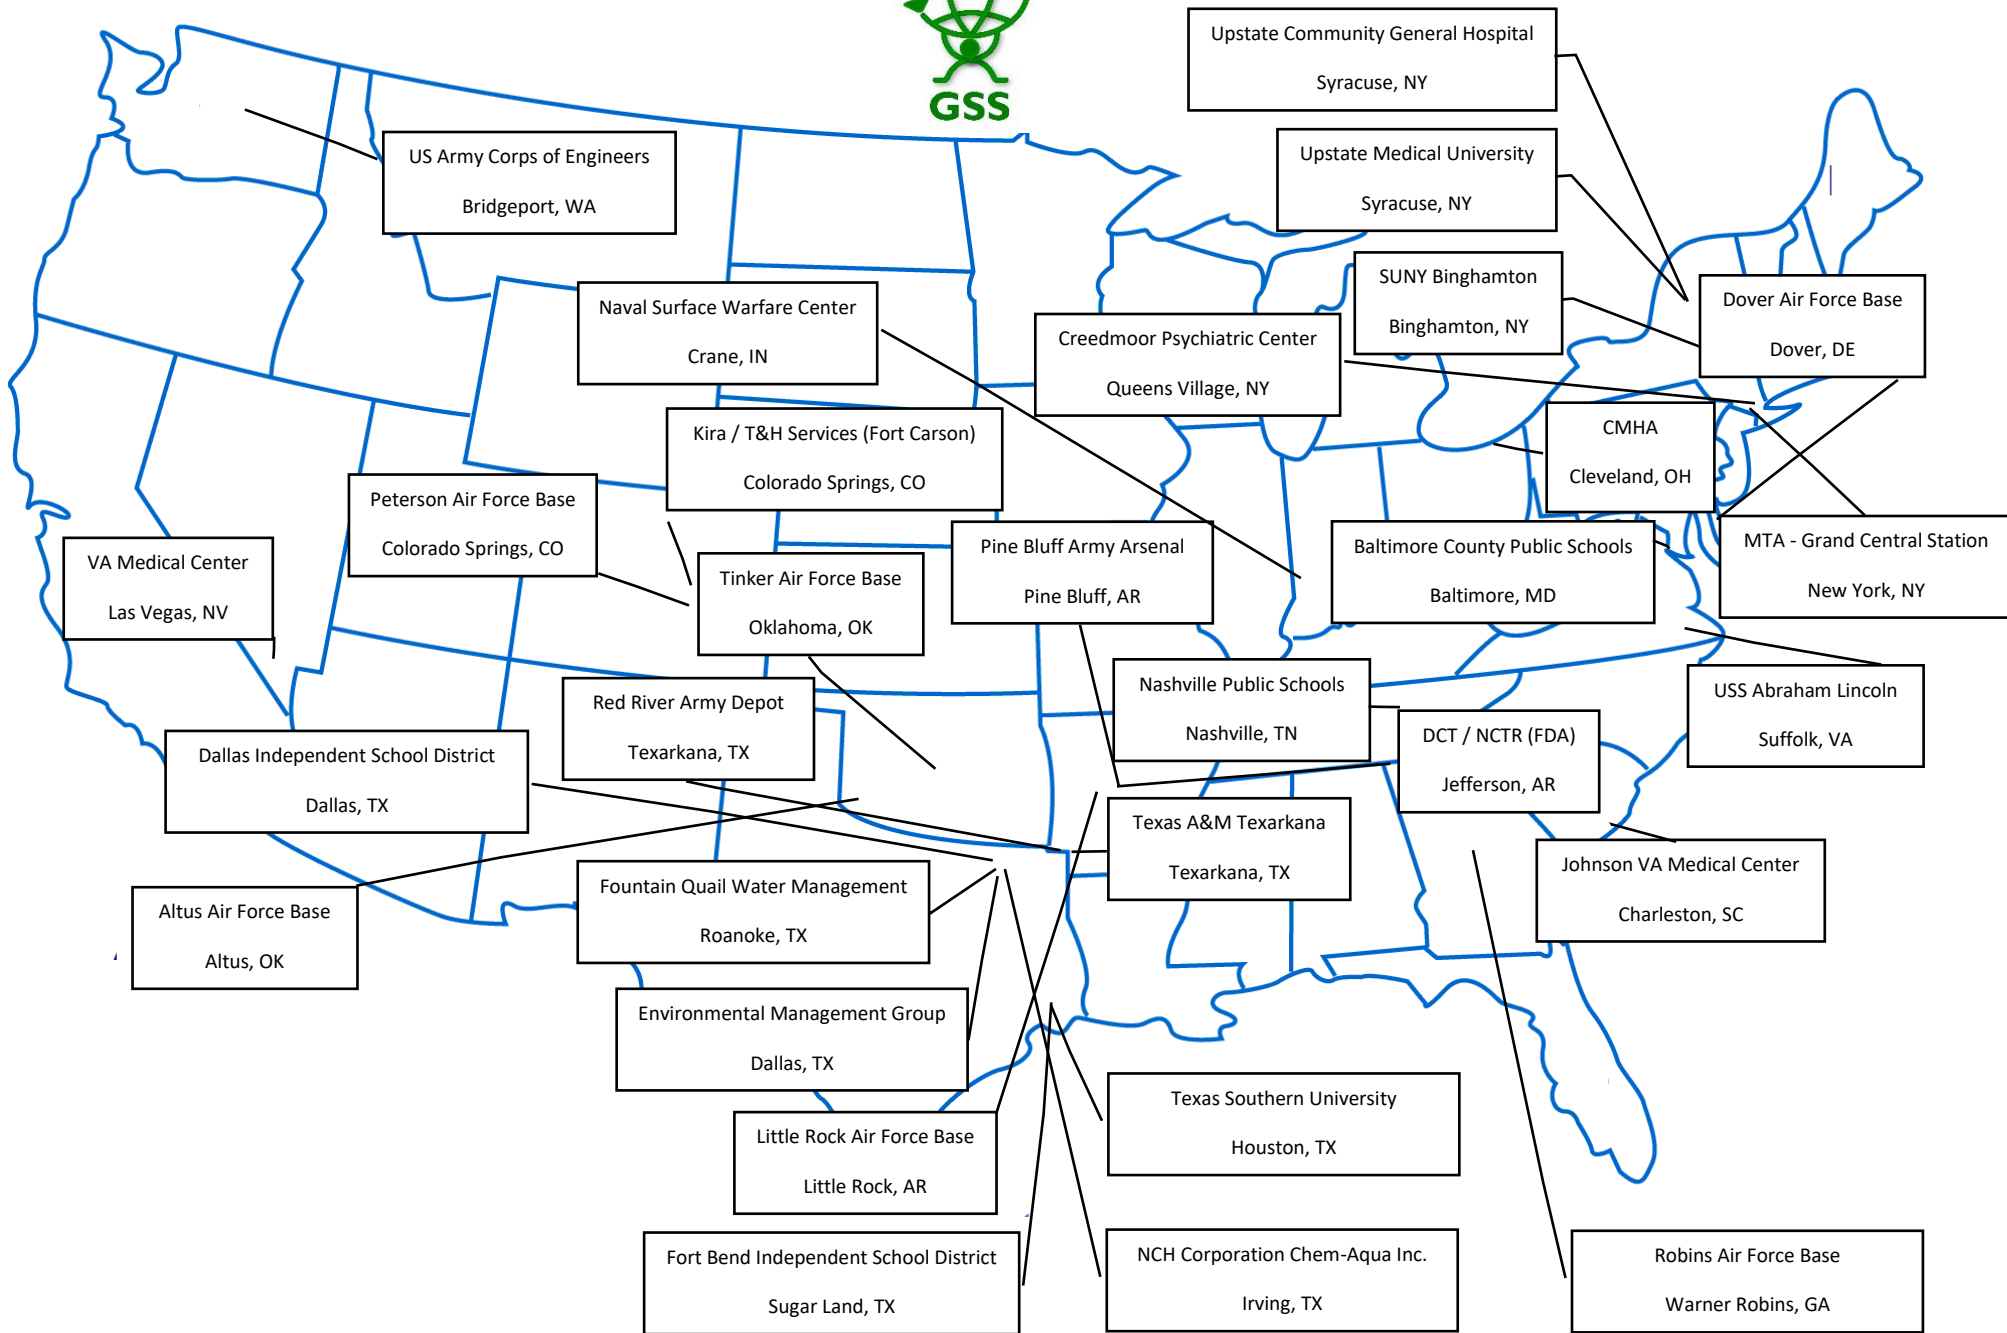 GSS
Upstate Community General Hospital
Syracuse, NY
US Army Corps of Engineers
Bridgeport, WA
Upstate Medical University
Syracuse, NY
SUNY Binghamton
Binghamton, NY
Dover Air Force Base
Dover, DE
Naval Surface Warfare Center
Crane, IN
Creedmoor Psychiatric Center
Queens Village, NY
Kira / T&H Services (Fort Carson)
Colorado Springs, CO
CMHA
Cleveland, OH
Peterson Air Force Base
Colorado Springs, CO
VA Medical Center
Las Vegas, NV
Tinker Air Force Base
Oklahoma, OK
Pine Bluff Army Arsenal
Pine Bluff, AR
Baltimore County Public Schools
Baltimore, MD
MTA - Grand Central Station
New York, NY
Red River Army Depot
Texarkana, TX
Nashville Public Schools
Nashville, TN
USS Abraham Lincoln
Suffolk, VA
Dallas Independent School District
Dallas, TX
DCT / NCTR (FDA)
Jefferson, AR
Texas A&M Texarkana
Texarkana, TX
Johnson VA Medical Center
Charleston, SC
Altus Air Force Base
Altus, OK
Fountain Quail Water Management
Roanoke, TX
Environmental Management Group
Dallas, TX
Texas Southern University
Houston, TX
Little Rock Air Force Base
Little Rock, AR
Fort Bend Independent School District
Sugar Land, TX
NCH Corporation Chem-Aqua Inc.
Irving, TX
Robins Air Force Base
Warner Robins, GA